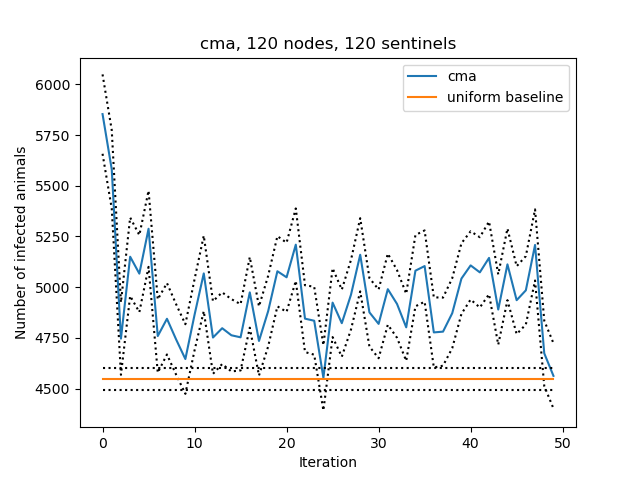 cma, 120 nodes, 120 sentinels
cma
uniform baseline
6000
5750
5500
5250
5000
4750
4500
Number of infected animals
0
10
20
30
40
50
Iteration